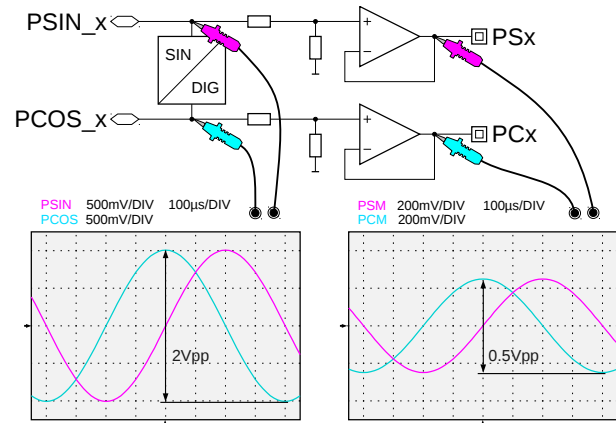 PSIN_x
SIN
DIG
PCOS_x
+
−
PSx
+
−
PCx
PSIN 500mV/DIV 100µs/DIV
PCOS 500mV/DIV
PSM 200mV/DIV 100µs/DIV
PCM 200mV/DIV
2Vpp
0.5Vpp